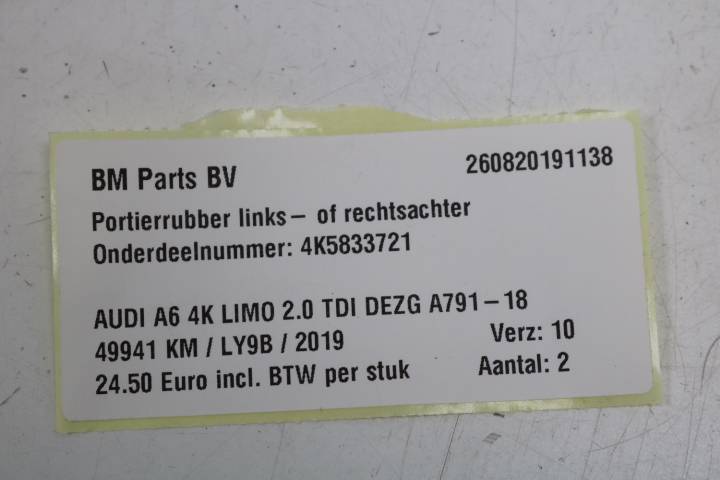 BM Parts BV 260820191138
Portierrubber links- of rechtsachter
Onderdeelnummer: 4K5833721
AUDI A6 4K LIMO 2.0 TDI DEZG A791-18
49941 KM / LY9B / 2019 Verz: 10
24.50 Euro incl. BTW per stuk Aantal: 2